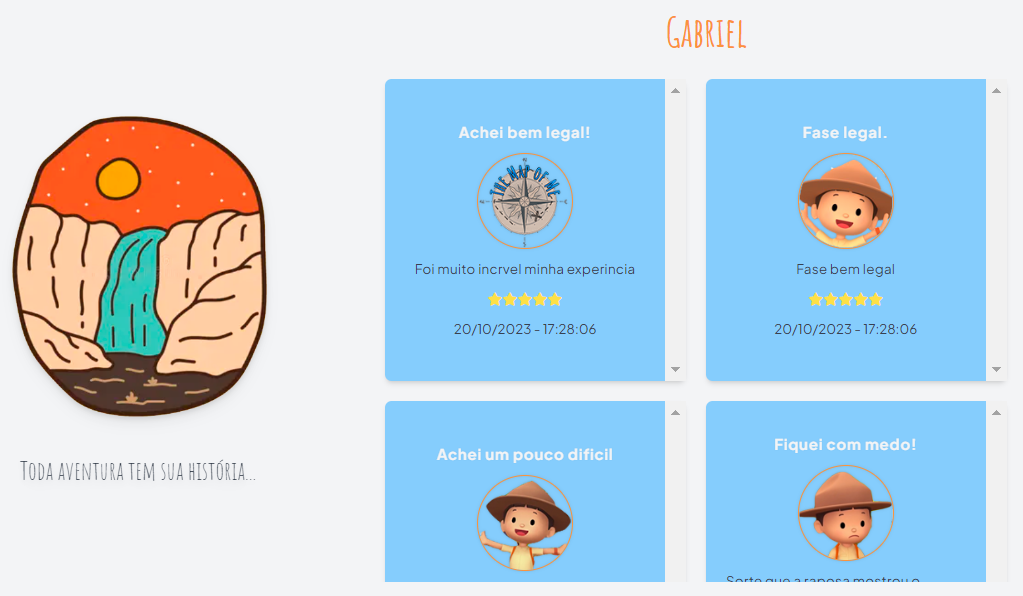 Gabriel
Achei bem legal!
THE MAP OF ME
Foi muito incrvel minha experincia
20/10/2023 - 17:28:06
Fase legal.
Fase bem legal
20/10/2023 - 17:28:06
Toda aventura tem sua história...
Achei um pouco dificil
Fiquei com medo!
Sorte que a raposa mostrou o